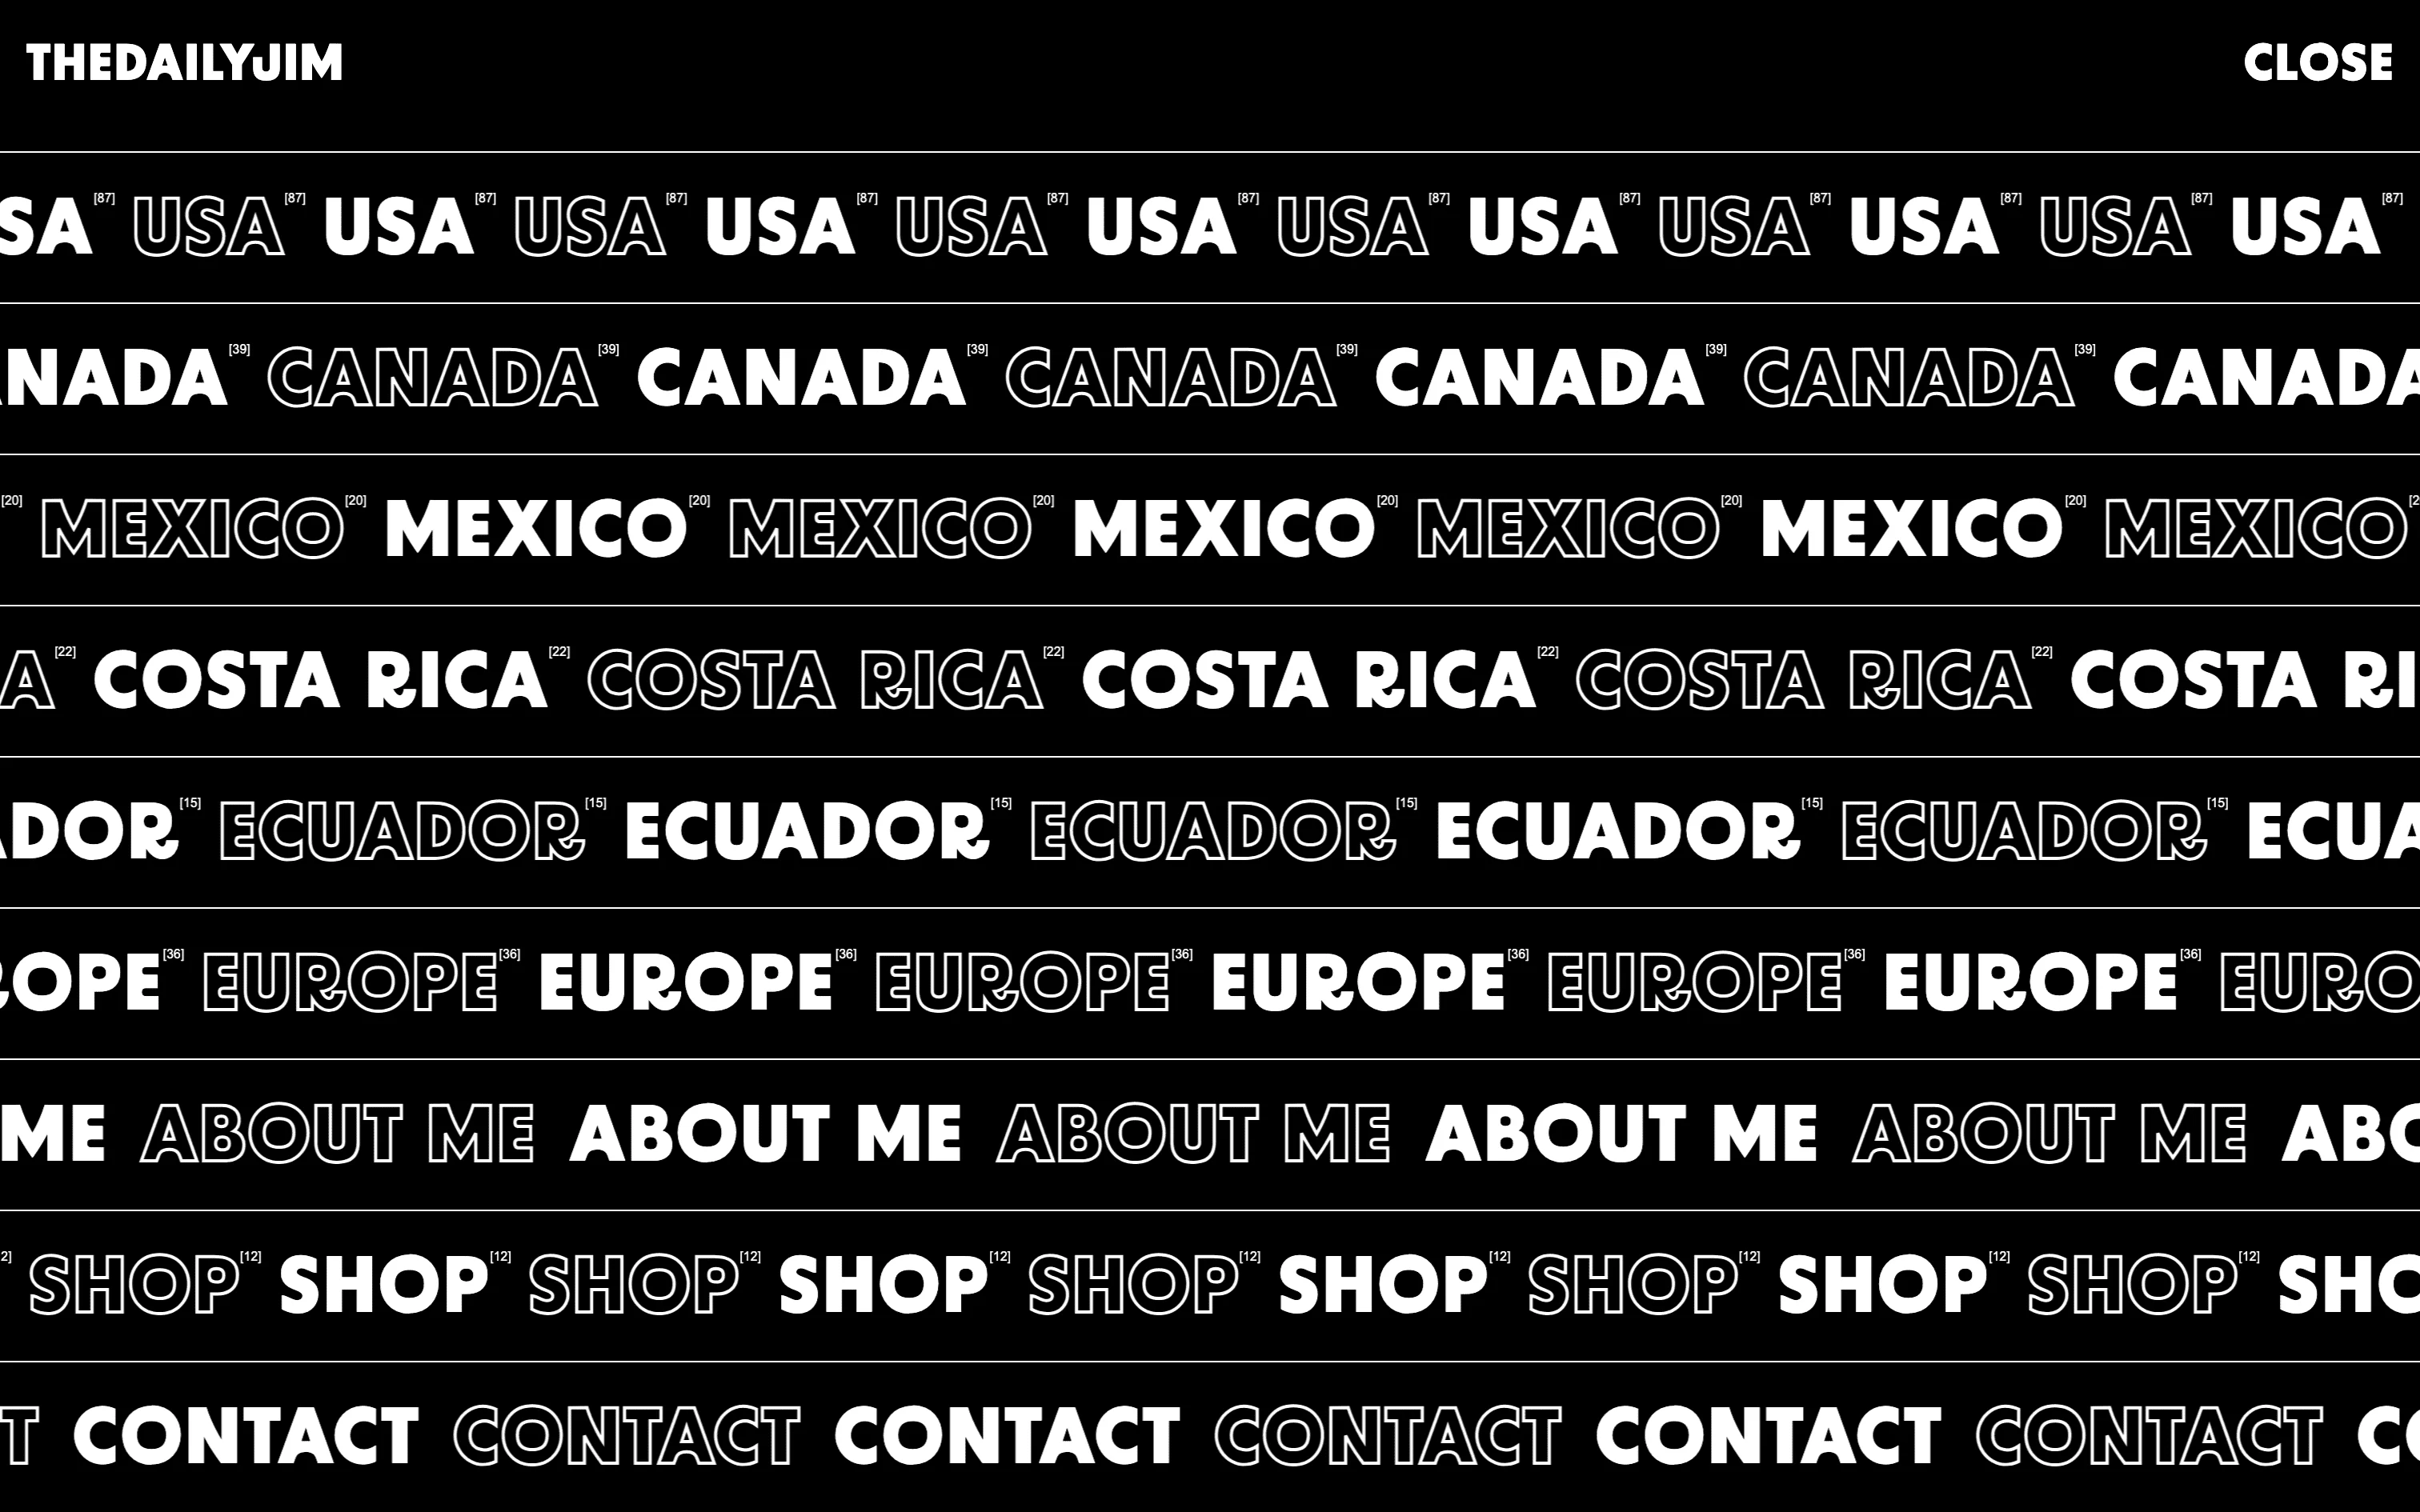 THEDAILYJIM CLOSE
SA [87] USA [87] USA [87] USA [87] USA [87] USA [87] USA [87] USA [87] USA [87] USA [87] USA [87] USA [87] USA [87]
NADA [39] CANADA [39] CANADA [39] CANADA [39] CANADA [39] CANADA [39] CANADA
[20] MEXICO [20] MEXICO [20] MEXICO [20] MEXICO [20] MEXICO [20] MEXICO [20] MEXICO [2
A [22] COSTA RICA [22] COSTA RICA [22] COSTA RICA [22] COSTA RICA [22] COSTA RI
ADOR [15] ECUADOR [15] ECUADOR [15] ECUADOR [15] ECUADOR [15] ECUADOR [15] ECUA
ROPE [36] EUROPE [36] EUROPE [36] EUROPE [36] EUROPE [36] EUROPE [36] EUROPE [36] EURO
ME ABOUT ME ABOUT ME ABOUT ME ABOUT ME ABOUT ME ABO
2] SHOP [12] SHOP [12] SHOP [12] SHOP [12] SHOP [12] SHOP [12] SHOP [12] SHOP [12] SHOP [12] SHO
T CONTACT CONTACT CONTACT CONTACT CONTACT CONTACT CO